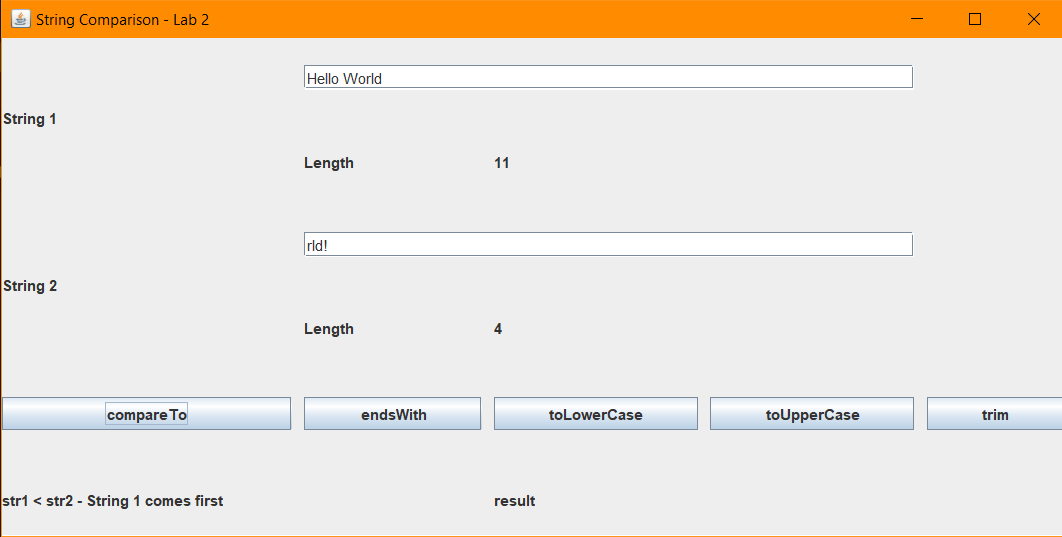 String Comparison - Lab 2
Hello World
String 1
Length 11
rld!
String 2
Length 4
compareTo endsWith toLowerCase toUpperCase trim
str1 < str2 - String 1 comes first result